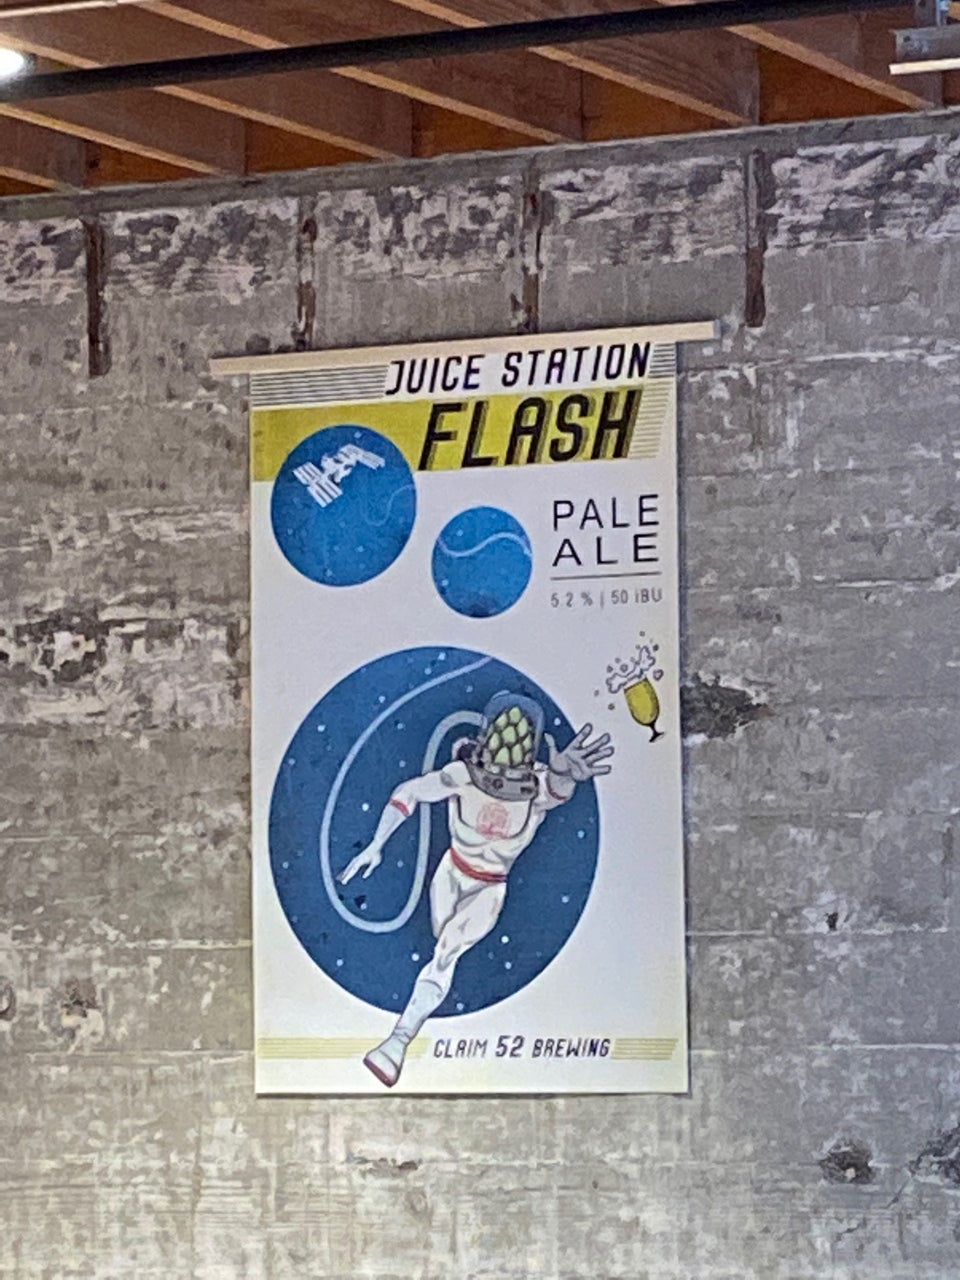 JUICE STATION
FLASH
PALE
ALE
5.2 % | 50 IBU
CLAIM 52 BREWING